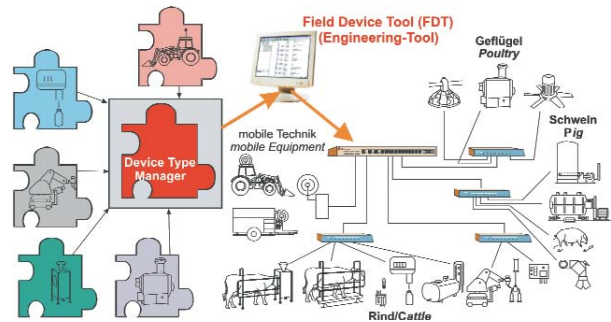 Field Device Tool (FDT)
(Engineering-Tool)
Geflügel
Poultry
Schwein
Pig
mobile Technik
mobile Equipment
Device Type
Manager
Rind/Cattle